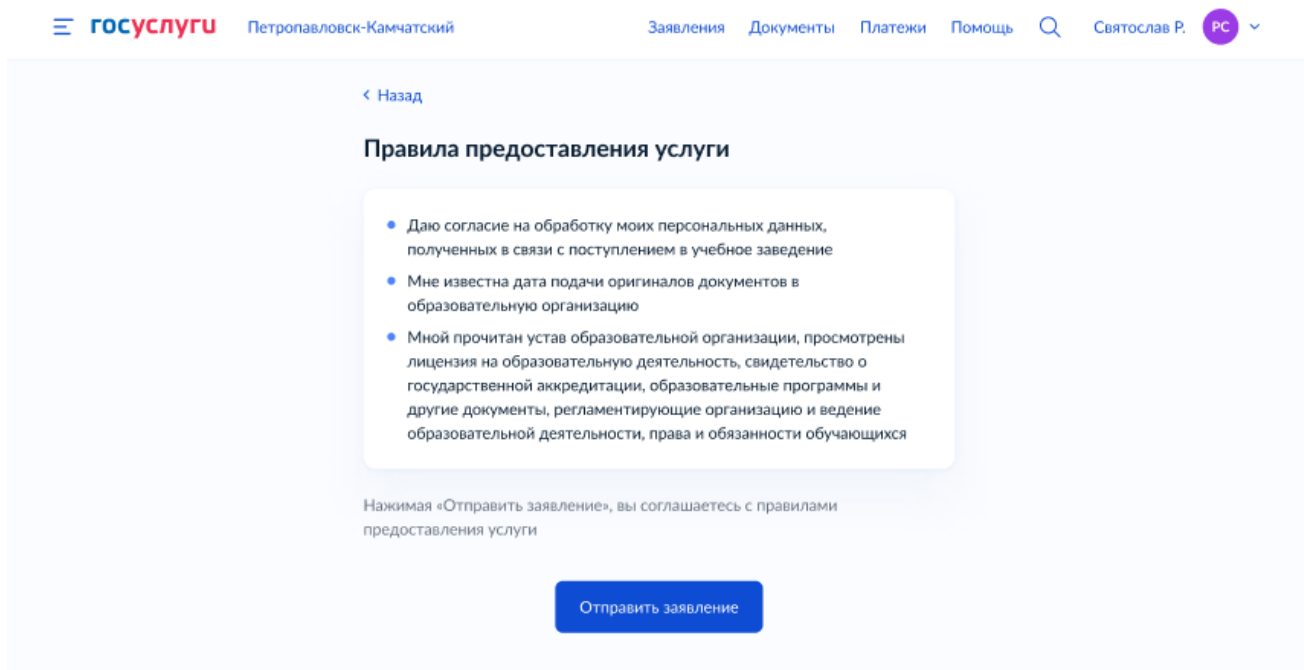 госуслуги Петропавловск-Камчатский Заявления Документы Платежи Помощь Святослав Р. РС
Назад
Правила предоставления услуги
Даю согласие на обработку моих персональных данных,
полученных в связи с поступлением в учебное заведение
Мне известна дата подачи оригиналов документов в
образовательную организацию
Мной прочитан устав образовательной организации, просмотрены
лицензия на образовательную деятельность, свидетельство о
государственной аккредитации, образовательные программы и
другие документы, регламентирующие организацию и ведение
образовательной деятельности, права и обязанности обучающихся
Нажимая «Отправить заявление», вы соглашаетесь с правилами
предоставления услуги
Отправить заявление